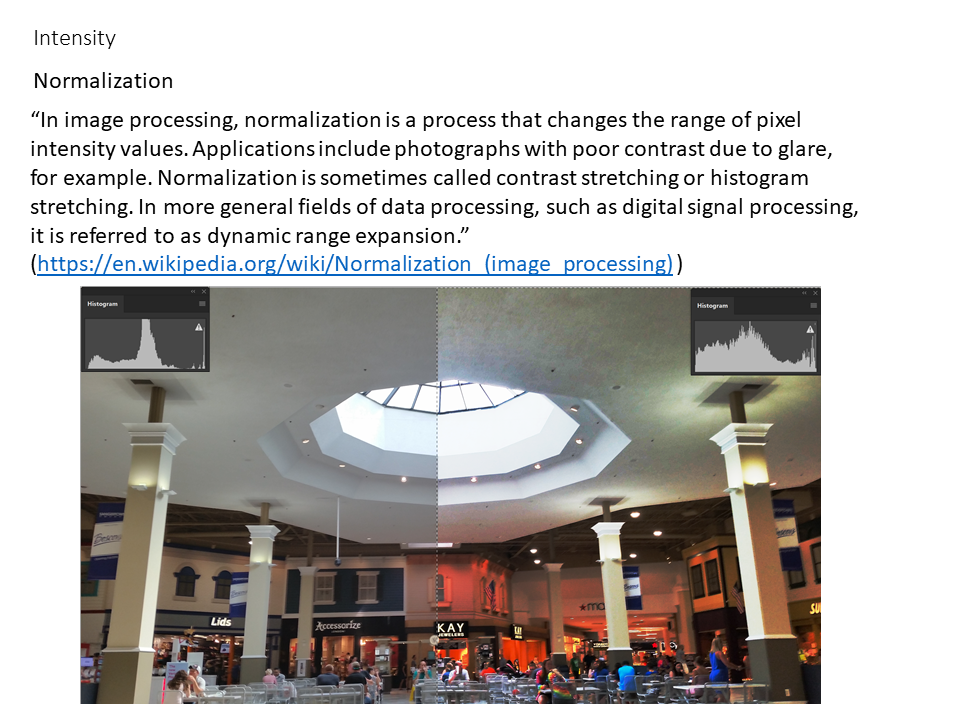 Intensity
Normalization
“In image processing, normalization is a process that changes the range of pixel
intensity values. Applications include photographs with poor contrast due to glare,
for example. Normalization is sometimes called contrast stretching or histogram
stretching. In more general fields of data processing, such as digital signal processing,
it is referred to as dynamic range expansion.”
(https://en.wikipedia.org/wiki/Normalization_(image_processing))
Histogram
Histogram
Lids
Accessorize
KAY
JEWELERS
KAY